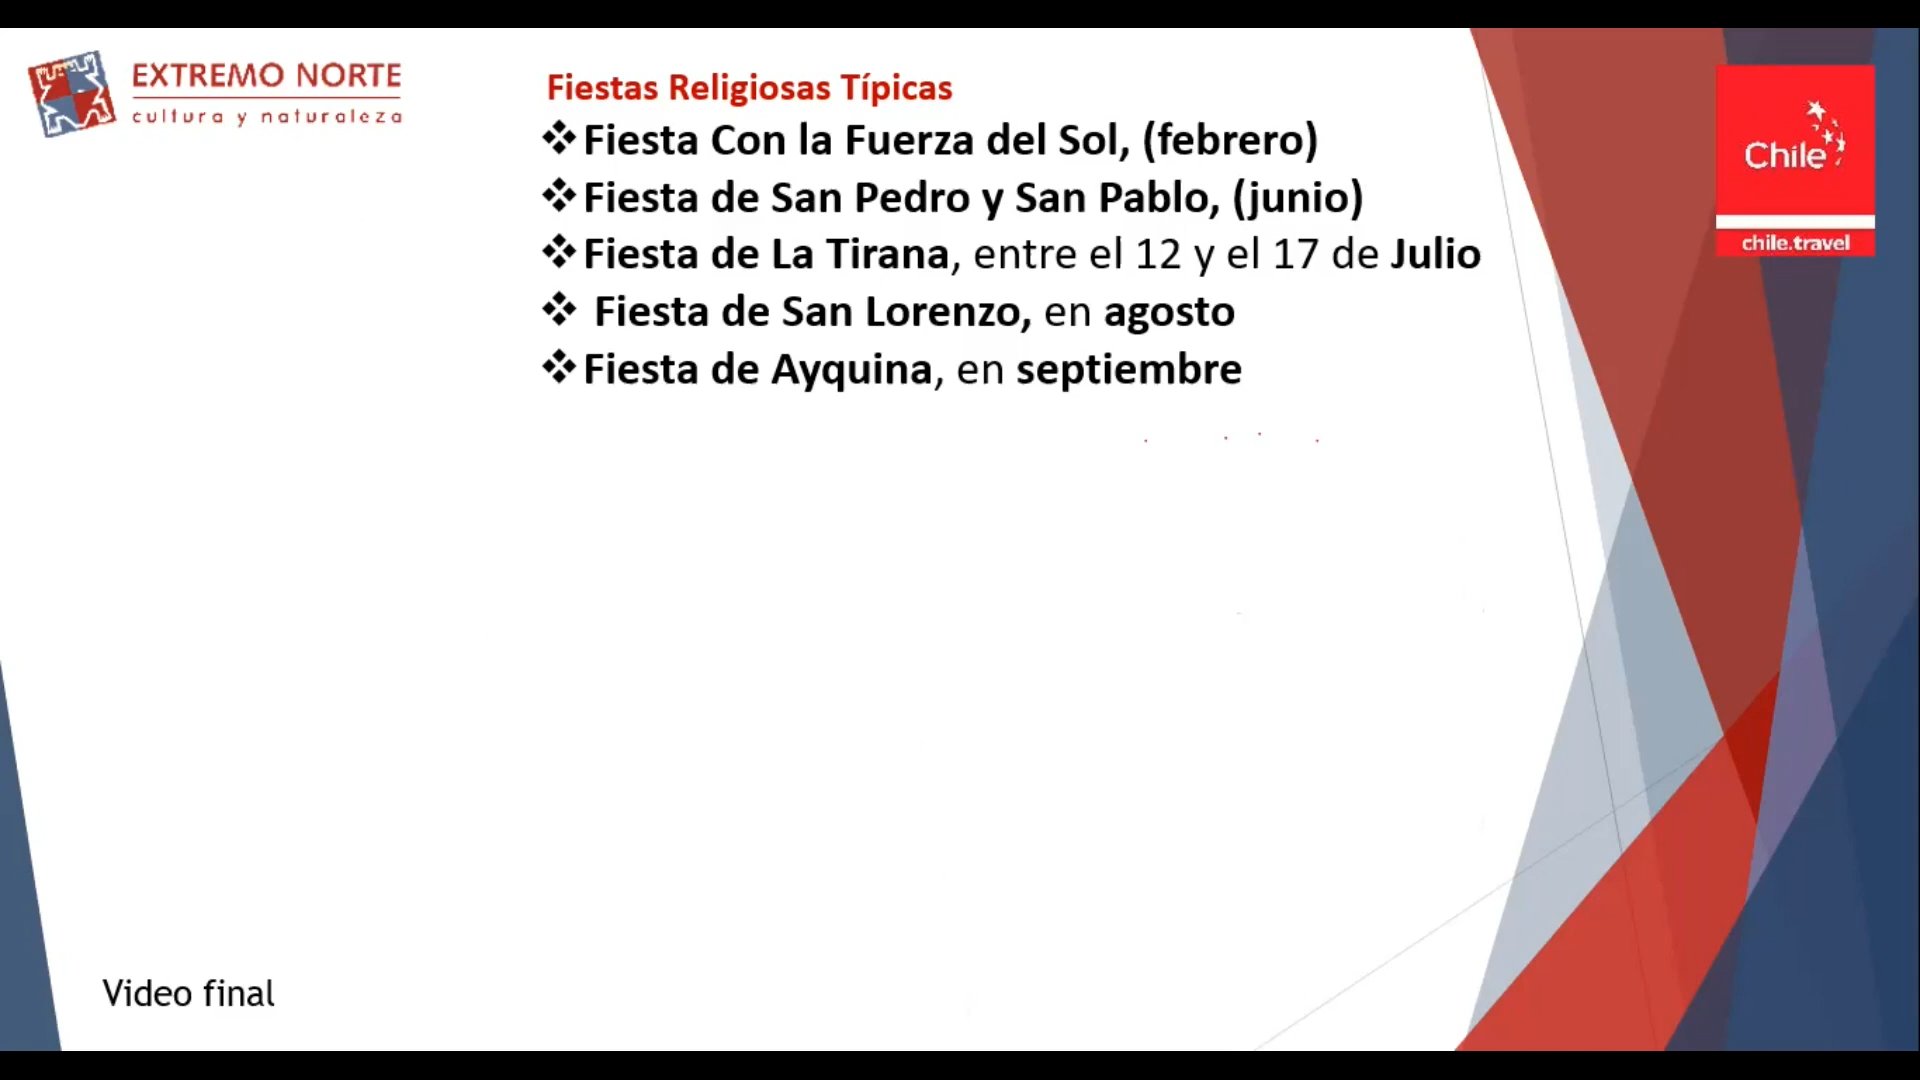 EXTREMO NORTE
cultura y naturaleza
Fiestas Religiosas Típicas
❖Fiesta Con la Fuerza del Sol, (febrero)
❖Fiesta de San Pedro y San Pablo, (junio)
❖Fiesta de La Tirana, entre el 12 y el 17 de Julio
❖ Fiesta de San Lorenzo, en agosto
❖Fiesta de Ayquina, en septiembre
Chile
chile.travel
Video final